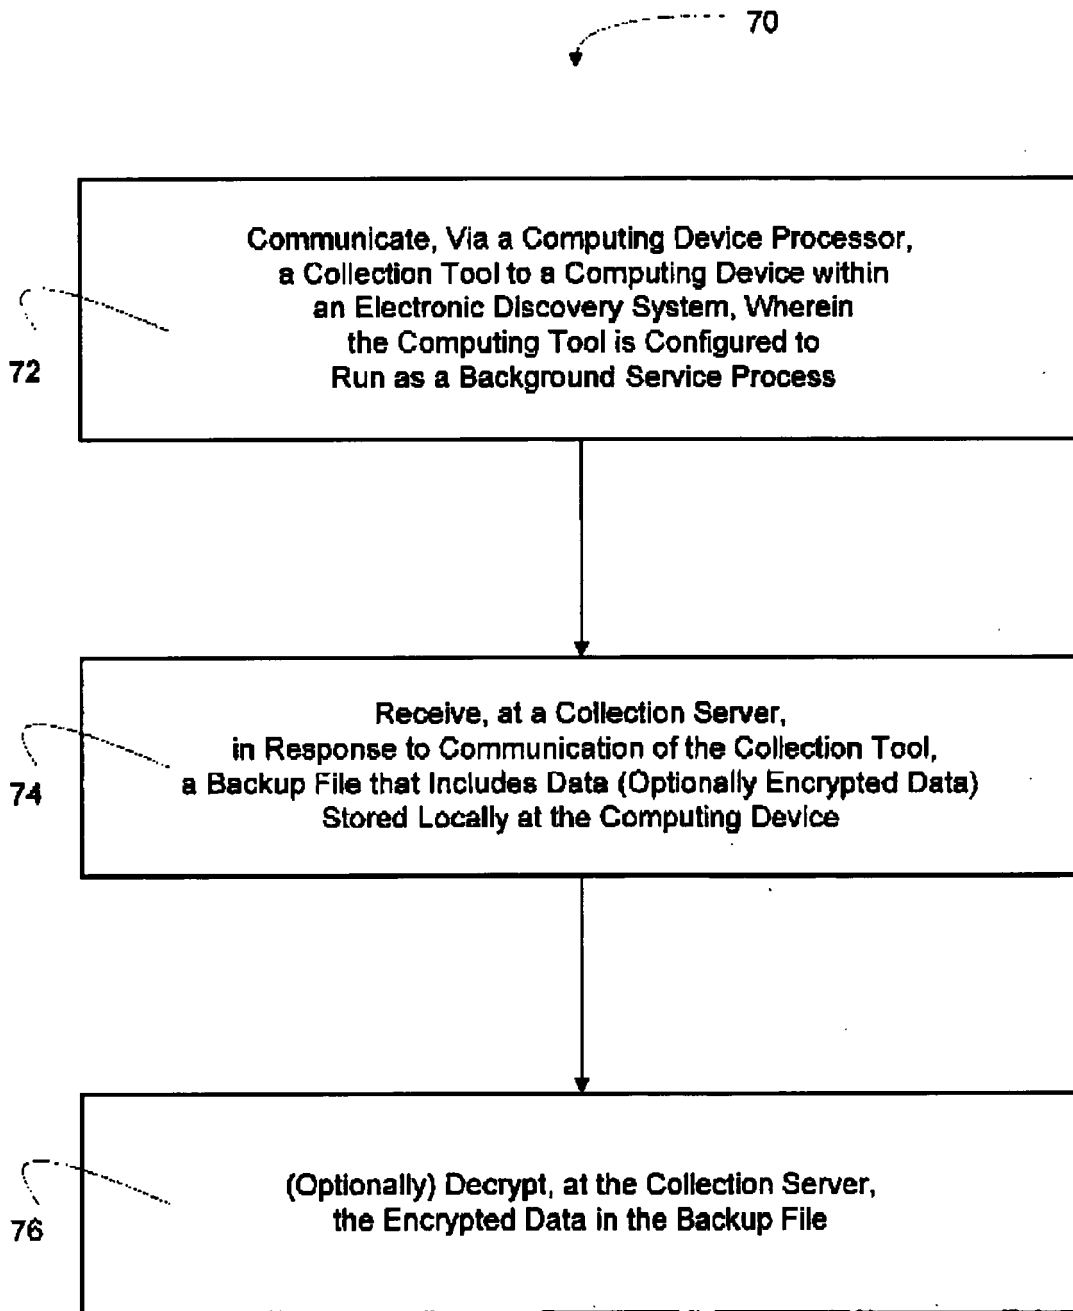 70
Communicate, Via a Computing Device Processor,
a Collection Tool to a Computing Device within
an Electronic Discovery System, Wherein
the Computing Tool is Configured to
Run as a Background Service Process
72
Receive, at a Collection Server,
in Response to Communication of the Collection Tool,
a Backup File that Includes Data (Optionally Encrypted Data)
Stored Locally at the Computing Device
74
(Optionally) Decrypt, at the Collection Server,
the Encrypted Data in the Backup File
76